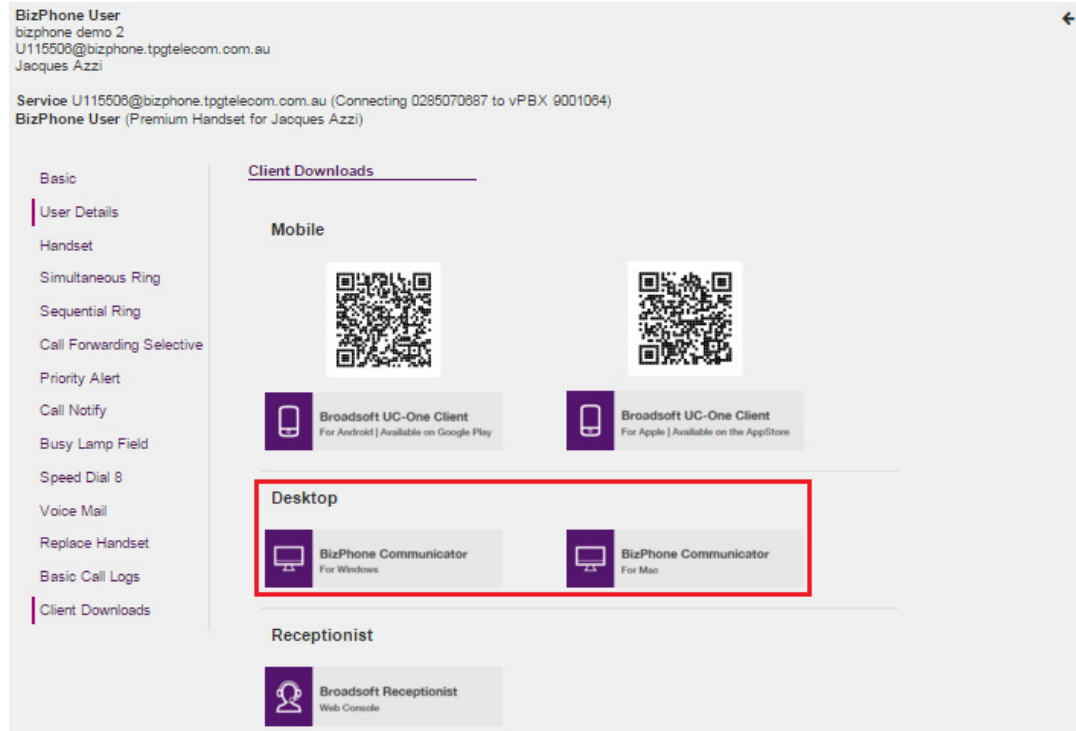 BizPhone User
bizphone demo 2
U115506@bizphone.tpgtelecom.com.au
Jacques Azzi
Service U115506@bizphone.tpgtelecom.com.au (Connecting 0285070687 to vPBX 9001064)
BizPhone User (Premium Handset for Jacques Azzi)
Basic
User Details
Handset
Simultaneous Ring
Sequential Ring
Call Forwarding Selective
Priority Alert
Call Notify
Busy Lamp Field
Speed Dial 8
Voice Mail
Replace Handset
Basic Call Logs
Client Downloads
Client Downloads
Mobile
Broadsoft UC-One Client
For Android | Available on Google Play
Broadsoft UC-One Client
For Apple | Available on the AppStore
Desktop
BizPhone Communicator
For Windows
BizPhone Communicator
For Mac
Receptionist
Broadsoft Receptionist
Web Console